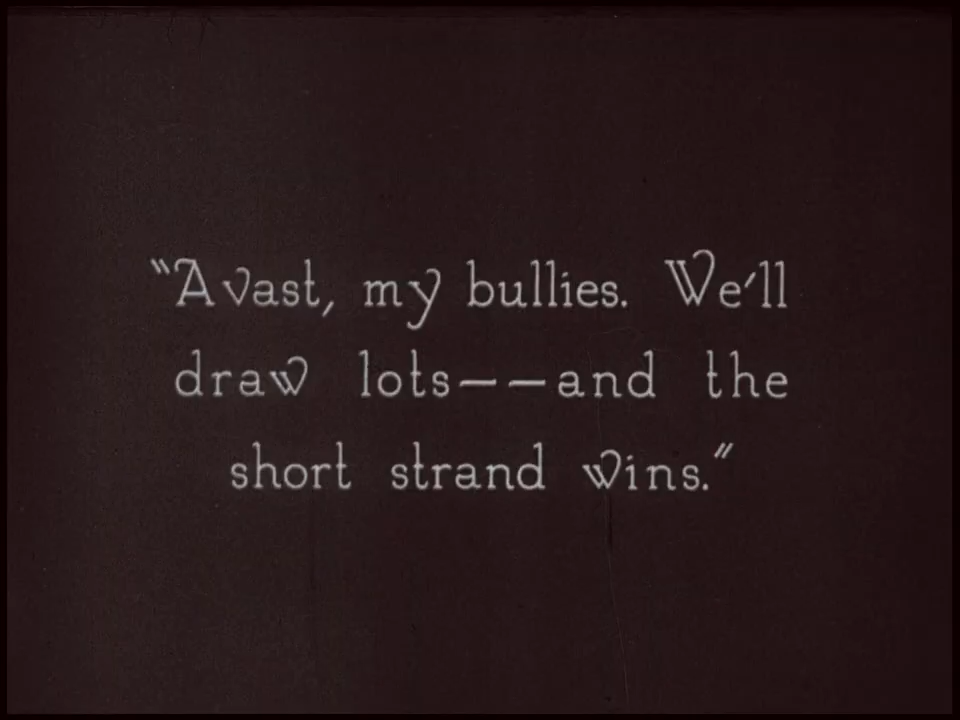 “Avast, my bullies. We'll
draw lots——and the
short strand wins.”